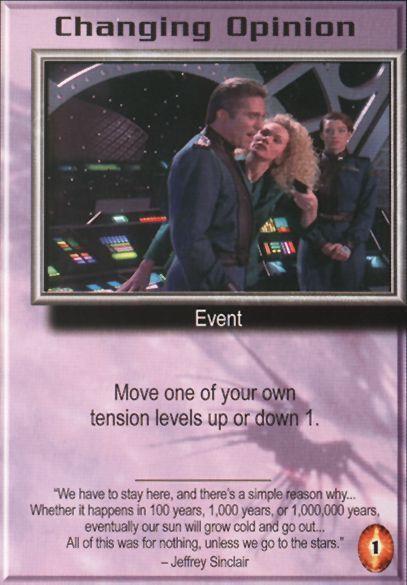 Changing Opinion
Event
Move one of your own
tension levels up or down 1.
“We have to stay here, and there's a simple reason why...
Whether it happens in 100 years, 1,000 years, or 1,000,000 years,
eventually our sun will grow cold and go out...
All of this was for nothing, unless we go to the stars.”
– Jeffrey Sinclair
1